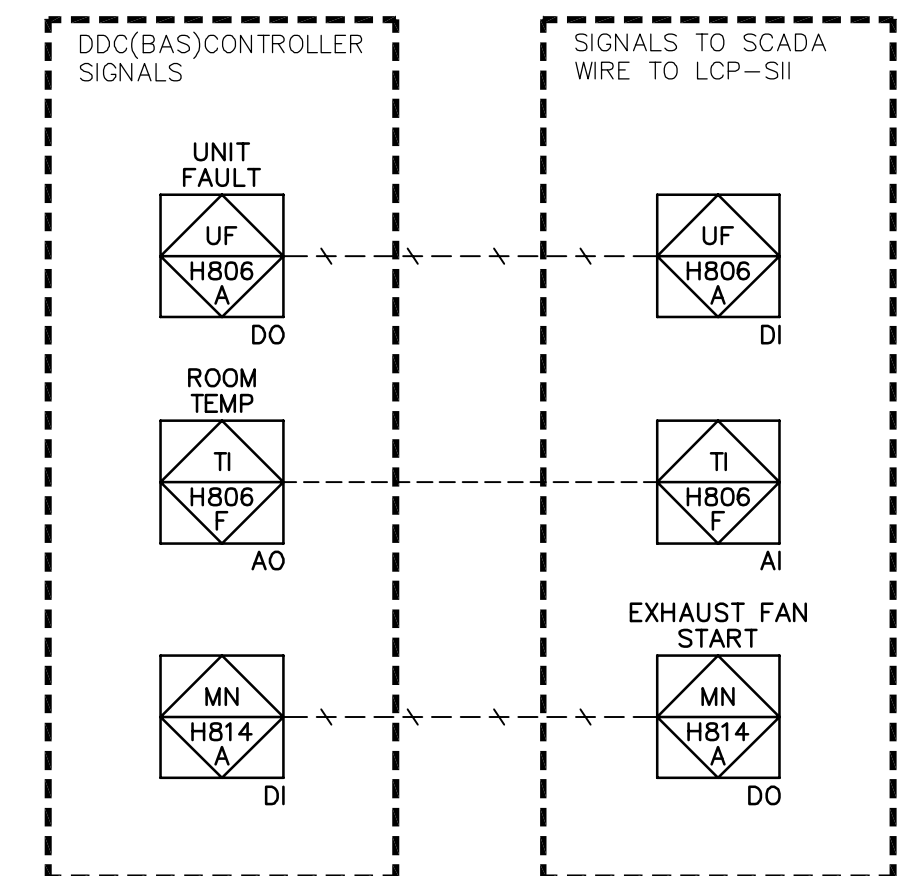 DDC(BAS)CONTROLLER
SIGNALS
UNIT
FAULT
UF
H806
A
DO
ROOM
TEMP
TI
H806
F
AO
MN
H814
A
DI
SIGNALS TO SCADA
WIRE TO LCP-SII
UF
H806
A
DI
TI
H806
F
AI
EXHAUST FAN
START
MN
H814
A
DO